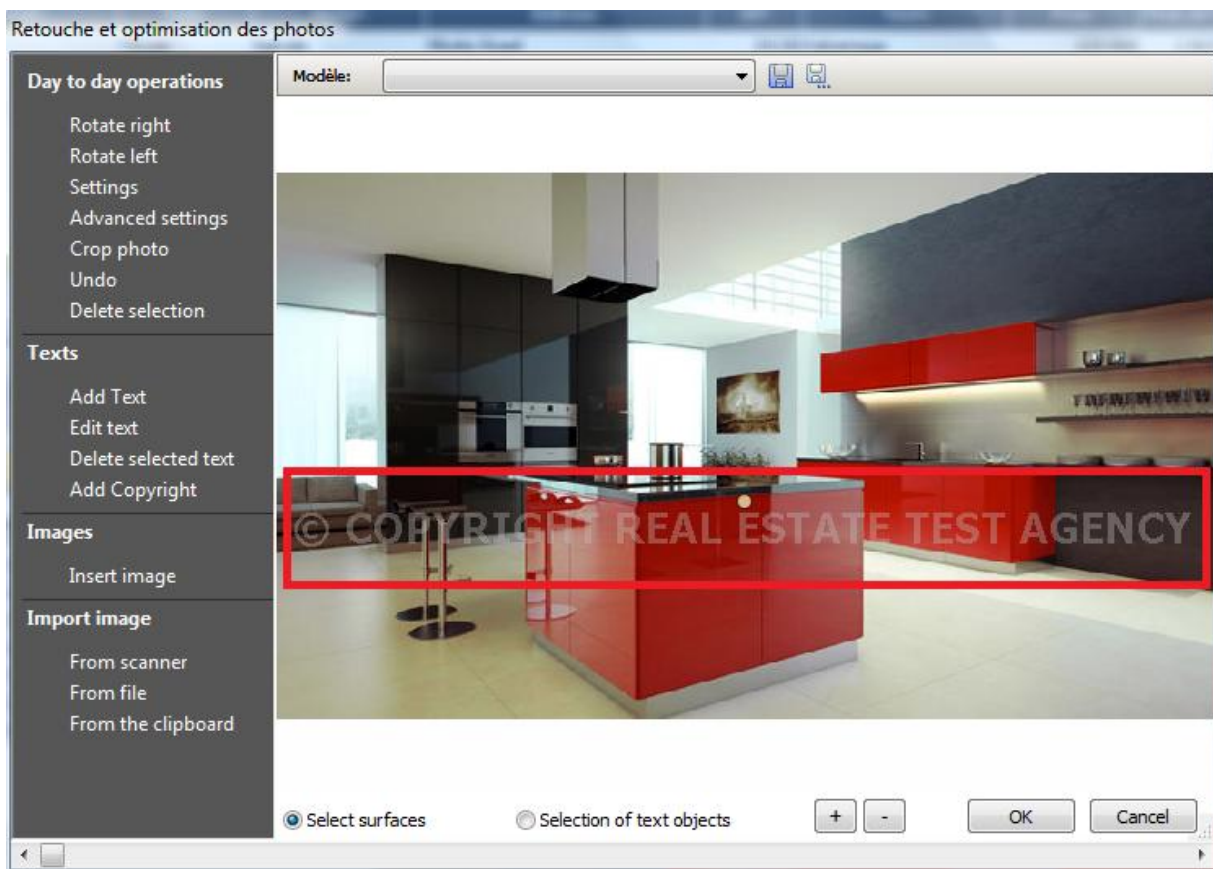 Retouche et optimisation des photos
Day to day operations
Rotate right
Rotate left
Settings
Advanced settings
Crop photo
Undo
Delete selection
Texts
Add Text
Edit text
Delete selected text
Add Copyright
Images
Insert image
Import image
From scanner
From file
From the clipboard
Modèle:
© COPYRIGHT REAL ESTATE TEST AGENCY
Select surfaces
Selection of text objects
+
-
OK
Cancel